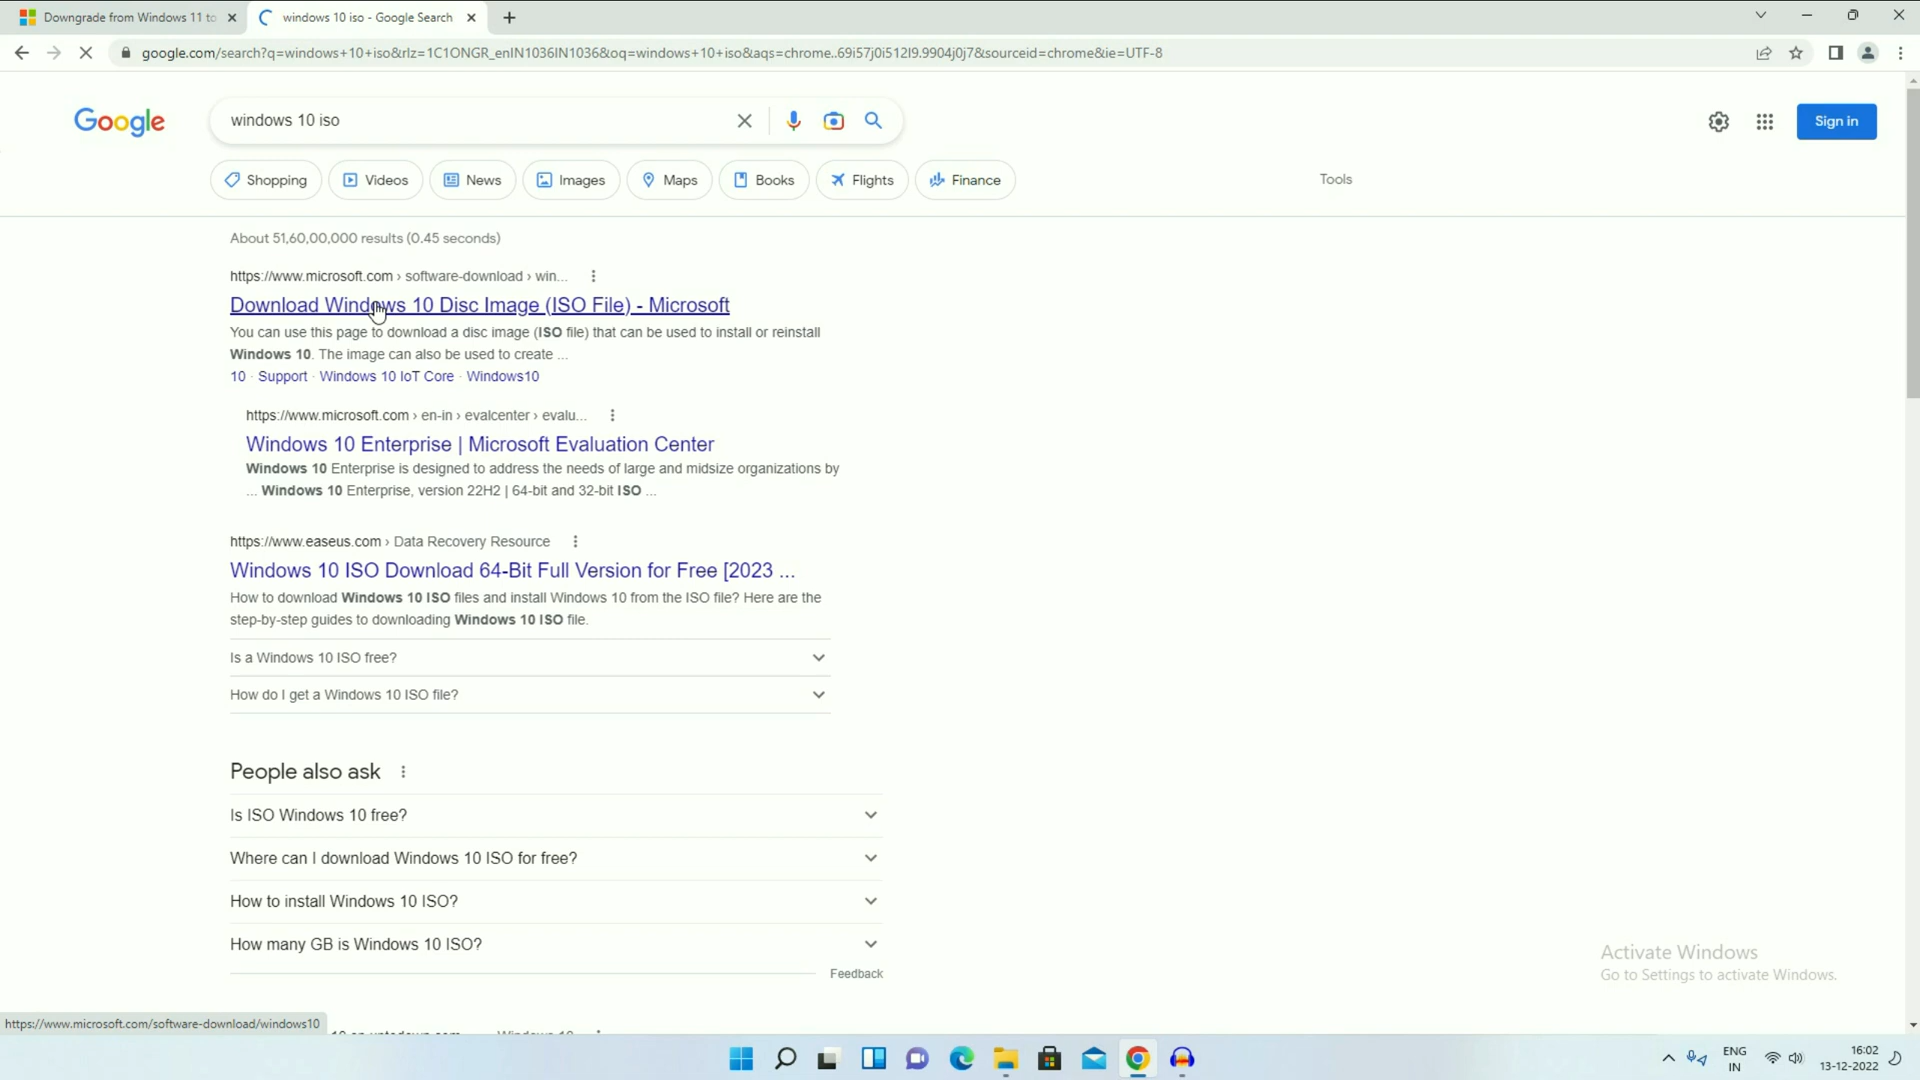 Downgrade from Windows 11 to
windows 10 iso - Google Search
google.com/search?q=windows+10+iso&rlz=1C1ONGR_enIN1036IN1036&oq=windows+10+iso&aqs=chrome..69i57j0i512l9.9904j0j7&sourceid=chrome&ie=UTF-8
Google
windows 10 iso
Sign in
Shopping
Videos
News
Images
Maps
Books
Flights
Finance
Tools
About 51,60,00,000 results (0.45 seconds)
https://www.microsoft.com › software-download › win...
Download Windows 10 Disc Image (ISO File) - Microsoft
You can use this page to download a disc image (ISO file) that can be used to install or reinstall
Windows 10. The image can also be used to create ...
10 · Support · Windows 10 IoT Core · Windows10
https://www.microsoft.com › en-in › evalcenter › evalu...
Windows 10 Enterprise | Microsoft Evaluation Center
Windows 10 Enterprise is designed to address the needs of large and midsize organizations by
... Windows 10 Enterprise, version 22H2 | 64-bit and 32-bit ISO ...
https://www.easeus.com › Data Recovery Resource
Windows 10 ISO Download 64-Bit Full Version for Free [2023 ...
How to download Windows 10 ISO files and install Windows 10 from the ISO file? Here are the
step-by-step guides to downloading Windows 10 ISO file.
Is a Windows 10 ISO free?
How do I get a Windows 10 ISO file?
People also ask
Is ISO Windows 10 free?
Where can I download Windows 10 ISO for free?
How to install Windows 10 ISO?
How many GB is Windows 10 ISO?
Feedback
Activate Windows
Go to Settings to activate Windows.
https://www.microsoft.com/software-download/windows10
ENG
IN
16:02
13-12-2022